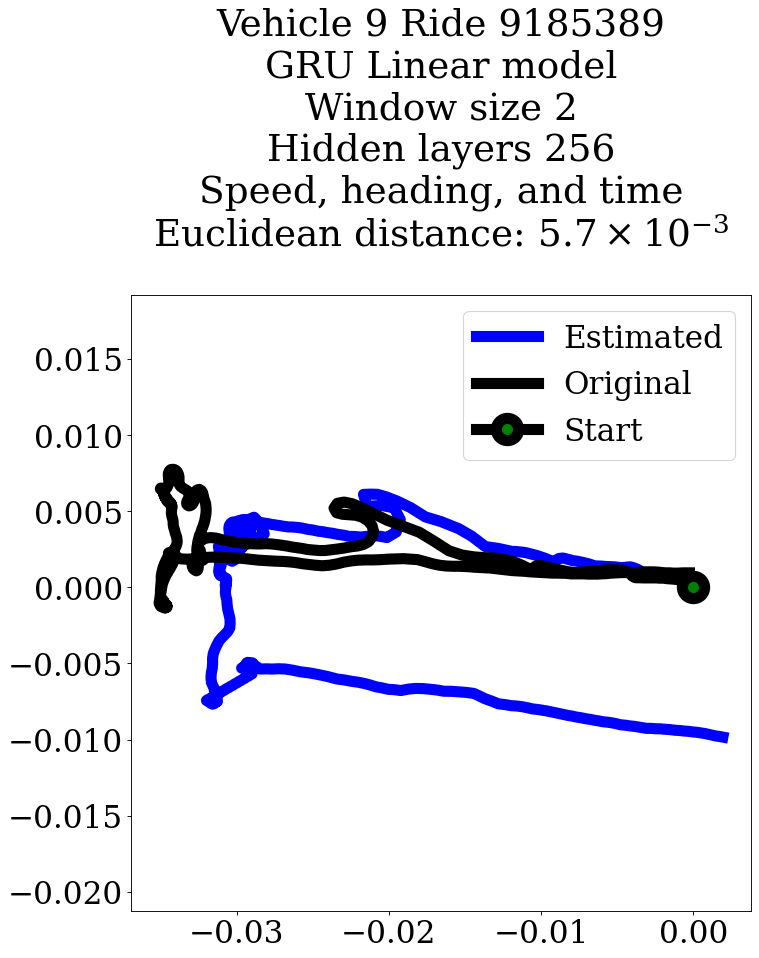 Vehicle 9 Ride 9185389
GRU Linear model
Window size 2
Hidden layers 256
Speed, heading, and time
Euclidean distance: 5.7 × 10⁻³
Estimated
Original
Start
0.015
0.010
0.005
0.000
−0.005
−0.010
−0.015
−0.020
−0.03 −0.02 −0.01 0.00